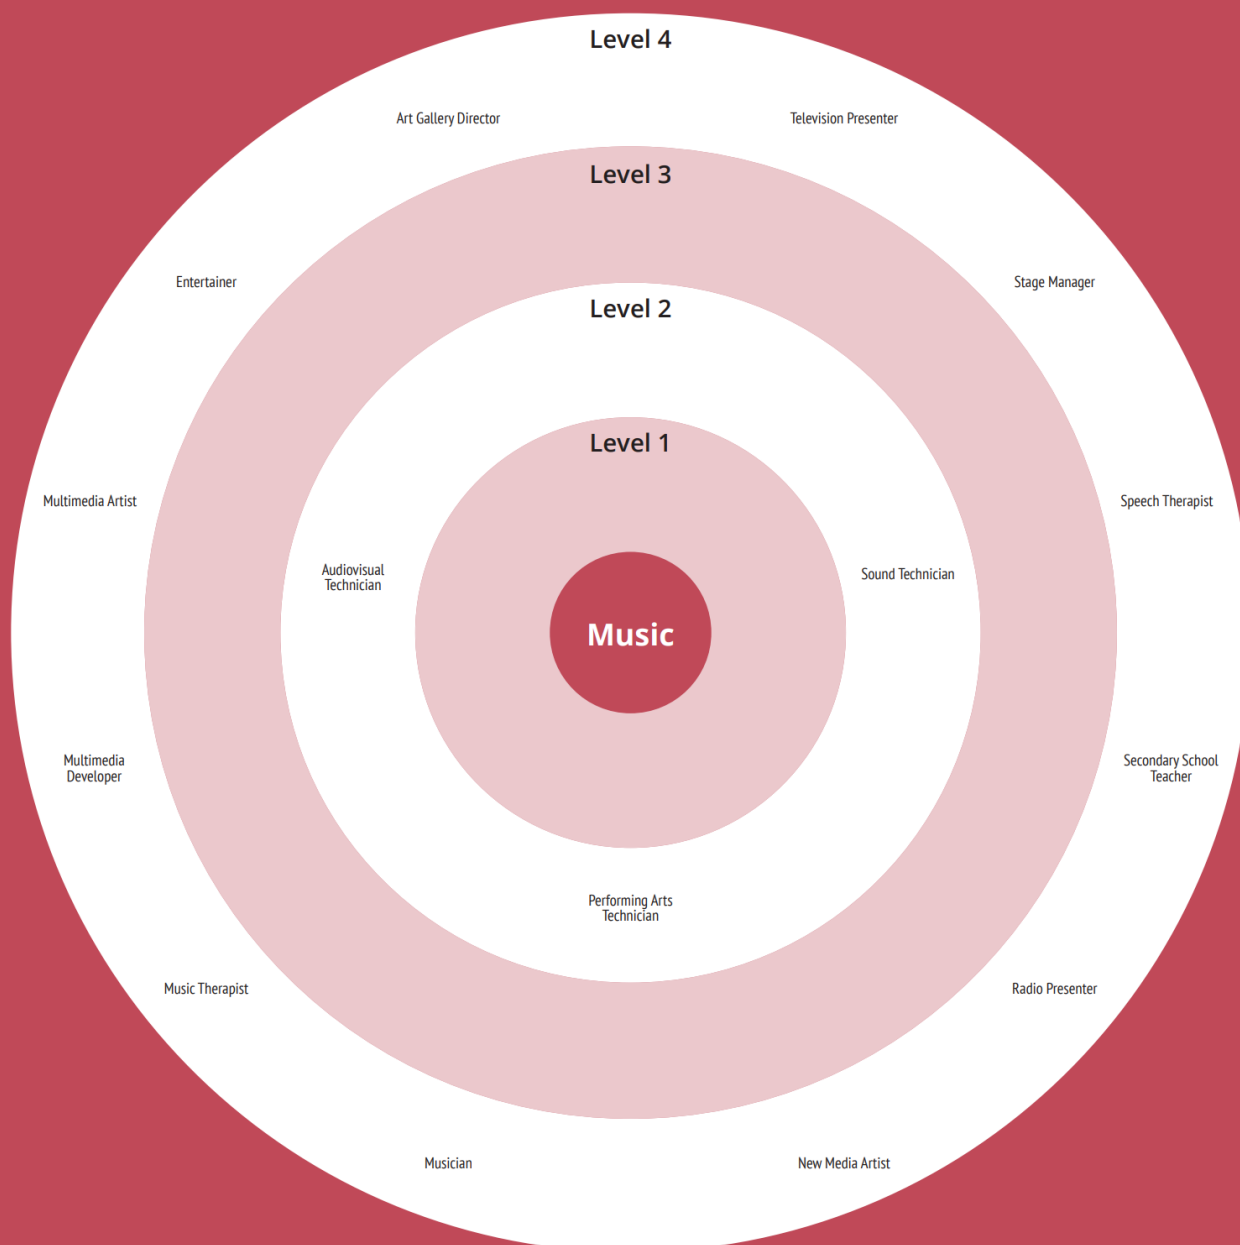 Level 4
Art Gallery Director
Television Presenter
Level 3
Entertainer
Stage Manager
Level 2
Level 1
Multimedia Artist
Speech Therapist
Audiovisual
Technician
Sound Technician
Music
Multimedia
Developer
Secondary School
Teacher
Performing Arts
Technician
Music Therapist
Radio Presenter
Musician
New Media Artist